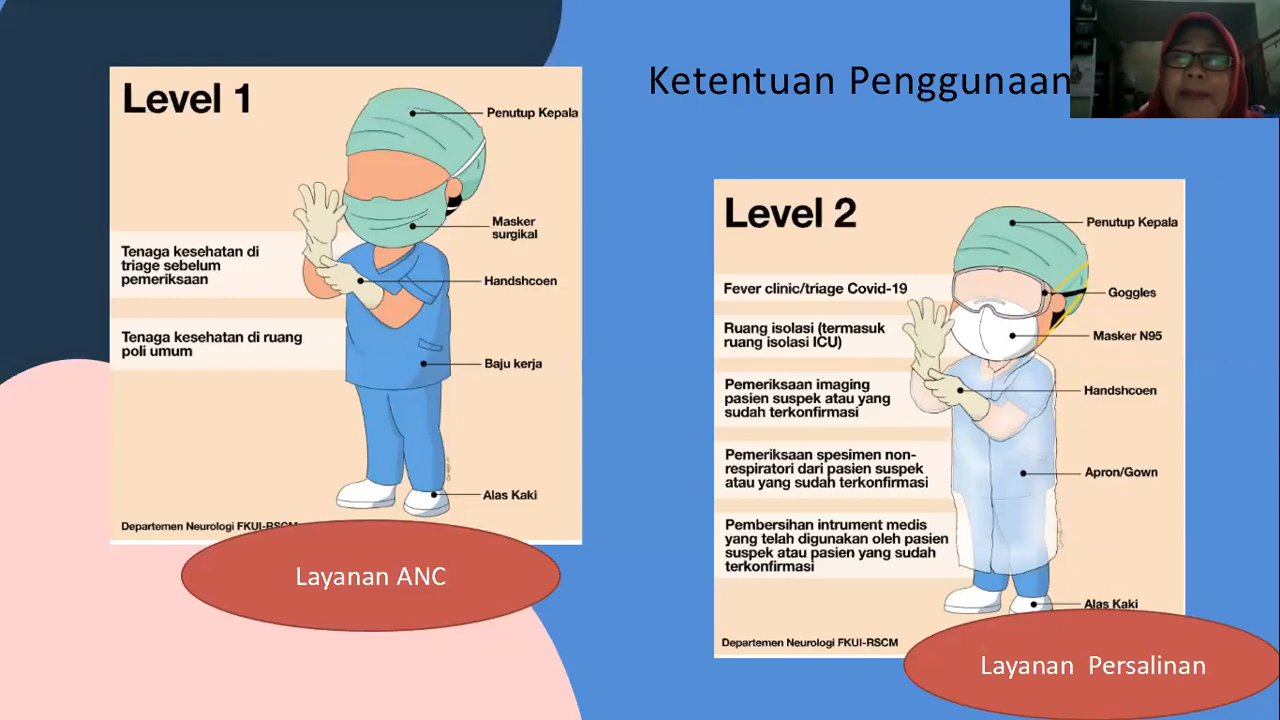 Ketentuan Penggunaan
Level 1
Penutup Kepala
Masker
surgikal
Tenaga kesehatan di
triage sebelum
pemeriksaan
Handshcoen
Tenaga kesehatan di ruang
poli umum
Baju kerja
Alas Kaki
Departemen Neurologi FKUI-RSCM
Layanan ANC
Level 2
Penutup Kepala
Fever clinic/triage Covid-19
Goggles
Ruang isolasi (termasuk
ruang isolasi ICU)
Masker N95
Pemeriksaan imaging
pasien suspek atau yang
sudah terkonfirmasi
Handshcoen
Pemeriksaan spesimen non-
respiratori dari pasien suspek
atau yang sudah terkonfirmasi
Apron/Gown
Pembersihan intrument medis
yang telah digunakan oleh pasien
suspek atau pasien yang sudah
terkonfirmasi
Alas Kaki
Departemen Neurologi FKUI-RSCM
Layanan Persalinan